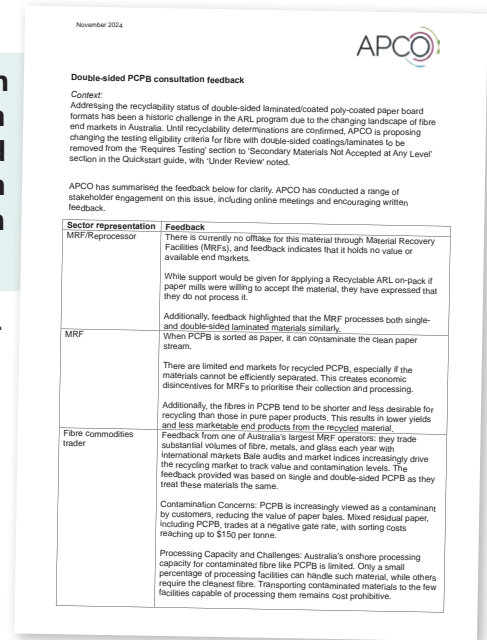 November 2024
APCO
Double-sided PCPB consultation feedback
Context:
Addressing the recyclability status of double-sided laminated/coated poly-coated paper board
formats has been a historic challenge in the ARL program due to the changing landscape of fibre
end markets in Australia. Until recyclability determinations are confirmed, APCO is proposing
changing the testing eligibility criteria for fibre with double-sided coatings/laminates to be
removed from the 'Requires Testing' section to 'Secondary Materials Not Accepted at Any Level'
section in the Quickstart guide, with 'Under Review' noted.
APCO has summarised the feedback below for clarity. APCO has conducted a range of
stakeholder engagement on this issue, including online meetings and encouraging written
feedback.
Sector representation Feedback
MRF/Reprocessor There is currently no offtake for this material through Material Recovery
Facilities (MRFs), and feedback indicates that it holds no value or
available end markets.
While support would be given for applying a Recyclable ARL on-pack if
paper mills were willing to accept the material, they have expressed that
they do not process it.
Additionally, feedback highlighted that the MRF processes both single-
and double-sided laminated materials similarly.
MRF When PCPB is sorted as paper, it can contaminate the clean paper
stream.
There are limited end markets for recycled PCPB, especially if the
materials cannot be efficiently separated. This creates economic
disincentives for MRFs to prioritise their collection and processing.
Additionally, the fibres in PCPB tend to be shorter and less desirable for
recycling than those in pure paper products. This results in lower yields
and less marketable end products from the recycled material.
Fibre commodities Feedback from one of Australia's largest MRF operators: they trade
trader substantial volumes of fibre, metals, and glass each year with
international markets Bale audits and market indices increasingly drive
the recycling market to track value and contamination levels. The
feedback provided was based on single and double-sided PCPB as they
treat these materials the same.
Contamination Concerns: PCPB is increasingly viewed as a contaminant
by customers, reducing the value of paper bales. Mixed residual paper,
including PCPB, trades at a negative gate rate, with sorting costs
reaching up to $150 per tonne.
Processing Capacity and Challenges: Australia's onshore processing
capacity for contaminated fibre like PCPB is limited. Only a small
percentage of processing facilities can handle such material, while others
require the cleanest fibre. Transporting contaminated materials to the few
facilities capable of processing them remains cost prohibitive.